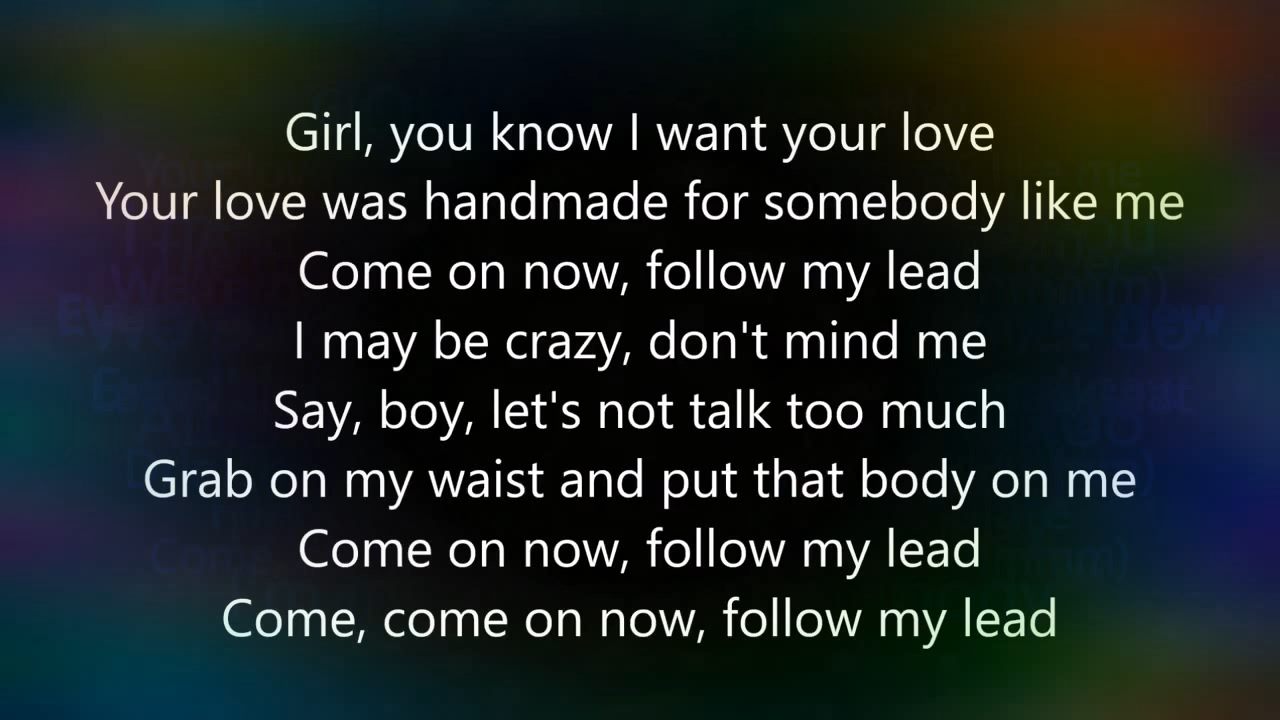 Girl, you know I want your love
Your love was handmade for somebody like me
Come on now, follow my lead
I may be crazy, don't mind me
Say, boy, let's not talk too much
Grab on my waist and put that body on me
Come on now, follow my lead
Come, come on now, follow my lead